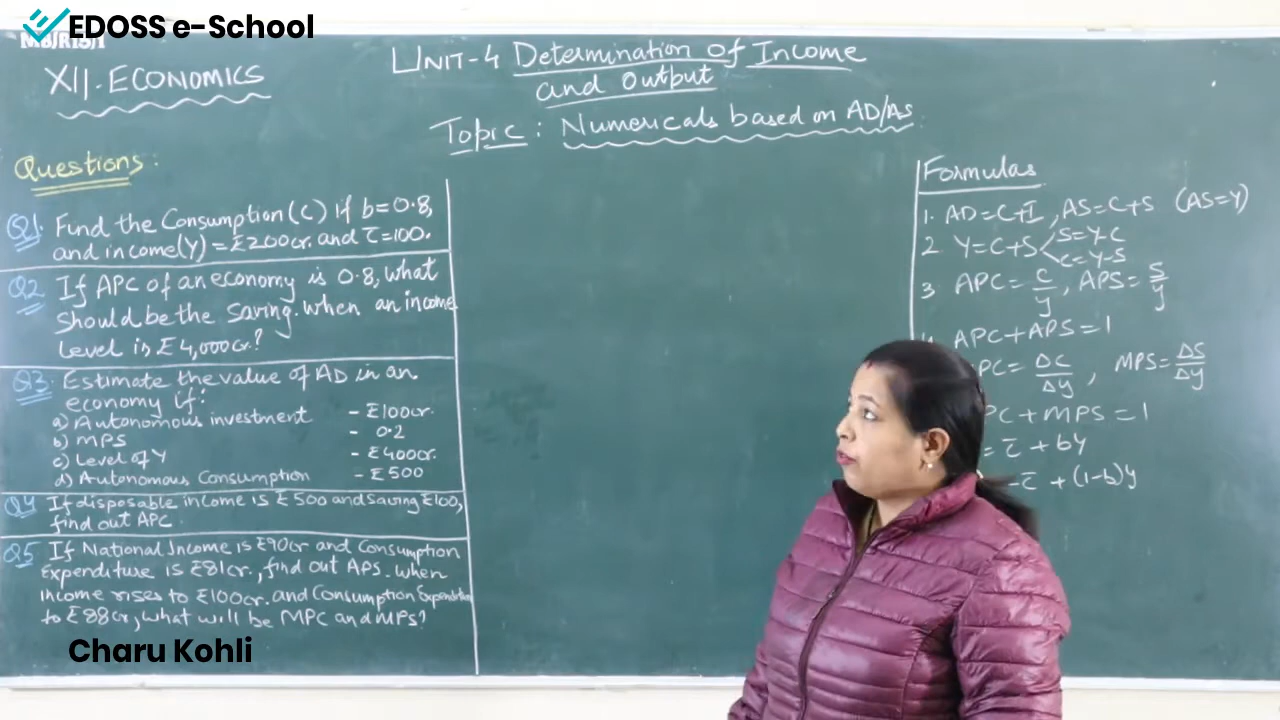 EDOSS e-School
MB/R13/1
XII-ECONOMICS
UNIT-4 Determination of Income
and Output
Topic: Numericals based on AD/AS
Questions:
Q1. Find the Consumption (C) if b=0.8,
and income(Y) = ₹200cr. and c̄=100.
Q2 If APC of an economy is 0.8, what
should be the saving. when an income
level is ₹4,000cr.?
Q3. Estimate the value of AD in an
economy if:
a) Autonomous investment - ₹100cr.
b) MPS - 0.2
c) Level of Y - ₹4000cr.
d) Autonomous Consumption - ₹500
Q4 If disposable income is ₹500 and saving ₹100,
find out APC.
Q5 If National Income is ₹90cr and Consumption
Expenditure is ₹81cr., find out APS. when
income rises to ₹100cr. and Consumption Expenditure
to ₹88cr, what will be MPC and MPS?
Formulas
1. AD=C+I, AS=C+S (AS=Y)
2 Y=C+S < S=Y-C
C=Y-S
3 APC = C/Y, APS = S/Y
APC+APS=1
PC = ΔC/ΔY, MPS = ΔS/ΔY
PC + MPS = 1
= c̄ + bY
-c̄ + (1-b)Y
Charu Kohli